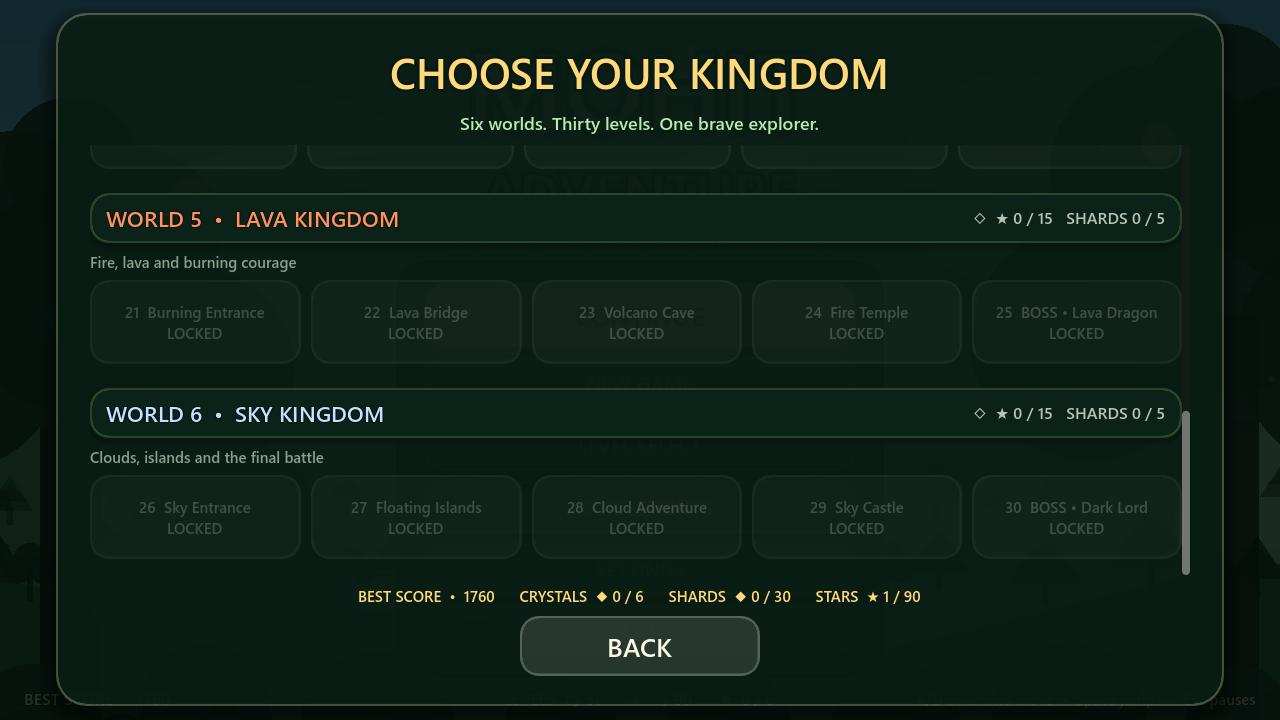 CHOOSE YOUR KINGDOM
Six worlds. Thirty levels. One brave explorer.
WORLD 5 • LAVA KINGDOM ◇ ★ 0 / 15 SHARDS 0 / 5
Fire, lava and burning courage
21 Burning Entrance
LOCKED
22 Lava Bridge
LOCKED
23 Volcano Cave
LOCKED
24 Fire Temple
LOCKED
25 BOSS • Lava Dragon
LOCKED
WORLD 6 • SKY KINGDOM ◇ ★ 0 / 15 SHARDS 0 / 5
Clouds, islands and the final battle
26 Sky Entrance
LOCKED
27 Floating Islands
LOCKED
28 Cloud Adventure
LOCKED
29 Sky Castle
LOCKED
30 BOSS • Dark Lord
LOCKED
BEST SCORE • 1760 CRYSTALS ◆ 0 / 6 SHARDS ◆ 0 / 30 STARS ★ 1 / 90
BACK
BEST
pauses